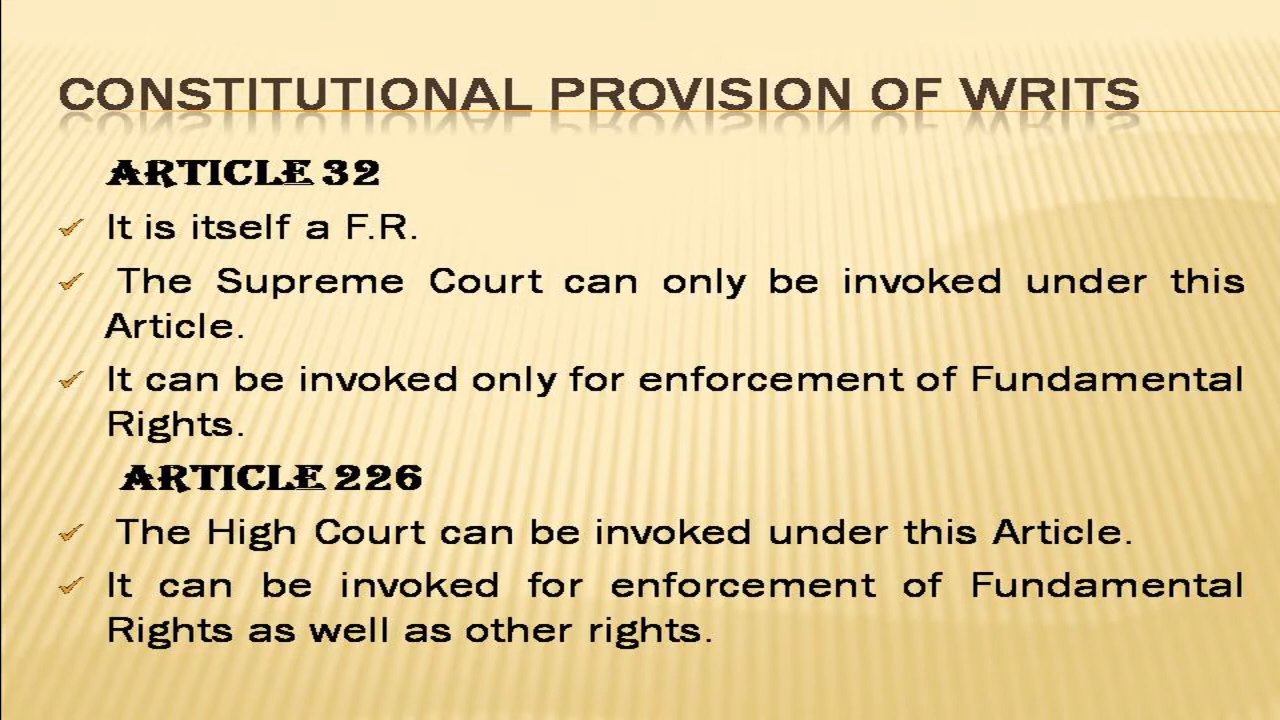 CONSTITUTIONAL PROVISION OF WRITS
ARTICLE 32
It is itself a F.R.
The Supreme Court can only be invoked under this
Article.
It can be invoked only for enforcement of Fundamental
Rights.
ARTICLE 226
The High Court can be invoked under this Article.
It can be invoked for enforcement of Fundamental
Rights as well as other rights.